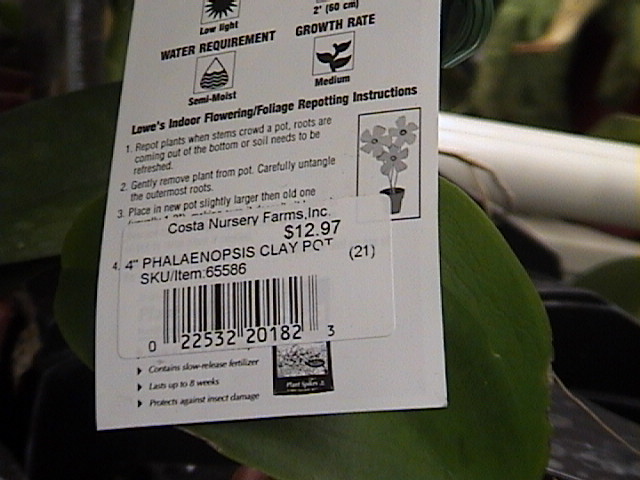 2" (60 cm)
Low light
WATER REQUIREMENT
GROWTH RATE
Semi-Moist
Medium
Lowe's Indoor Flowering/Foliage Repotting Instructions
1. Repot plants when stems crowd a pot, roots are
coming out of the bottom or soil needs to be
refreshed.
2. Gently remove plant from pot. Carefully untangle
the outermost roots.
3. Place in new pot slightly larger then old one
Costa Nursery Farms,Inc.
$12.97
4.
4" PHALAENOPSIS CLAY POT
(21)
SKU/Item:65586
0 22532 20182 3
Contains slow-release fertilizer
Lasts up to 8 weeks
Protects against insect damage
Plant Spikes